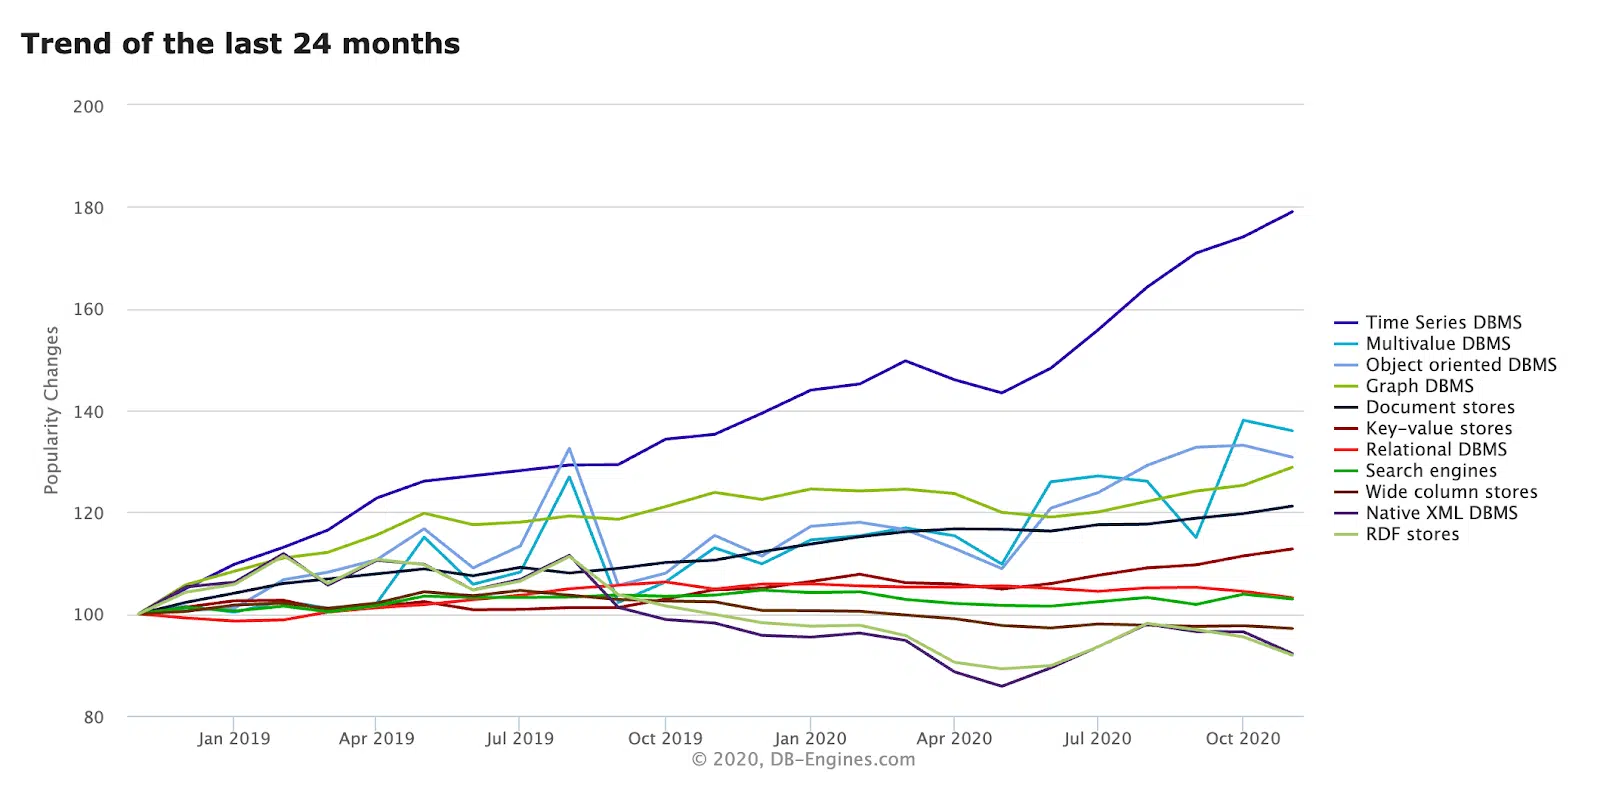 Trend of the last 24 months
200
180
160
140
120
100
80
Popularity Changes
Jan 2019 Apr 2019 Jul 2019 Oct 2019 Jan 2020 Apr 2020 Jul 2020 Oct 2020
© 2020, DB-Engines.com
Time Series DBMS
Multivalue DBMS
Object oriented DBMS
Graph DBMS
Document stores
Key-value stores
Relational DBMS
Search engines
Wide column stores
Native XML DBMS
RDF stores